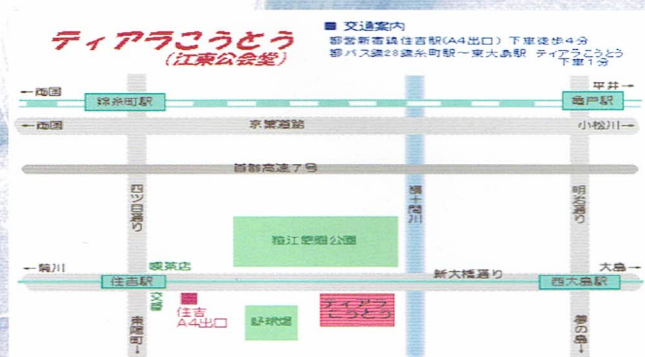 ティアラこうとう
(江東公会堂)
■ 交通案内
都営新宿線住吉駅(A4出口) 下車徒歩4分
都バス錦28錦糸町駅～東大島駅 ティアラこうとう
下車1分
←両国
平井→
錦糸町駅
亀戸駅
←両国
京葉道路
小松川→
首都高速7号
四ツ目通り
横十間川
明治通り
猿江恩賜公園
←菊川
喫茶店
新大橋通り
大島→
住吉駅
西大島駅
交番
住吉
A4出口
野球場
ティアラ
こうとう
東陽町→
夢の島→